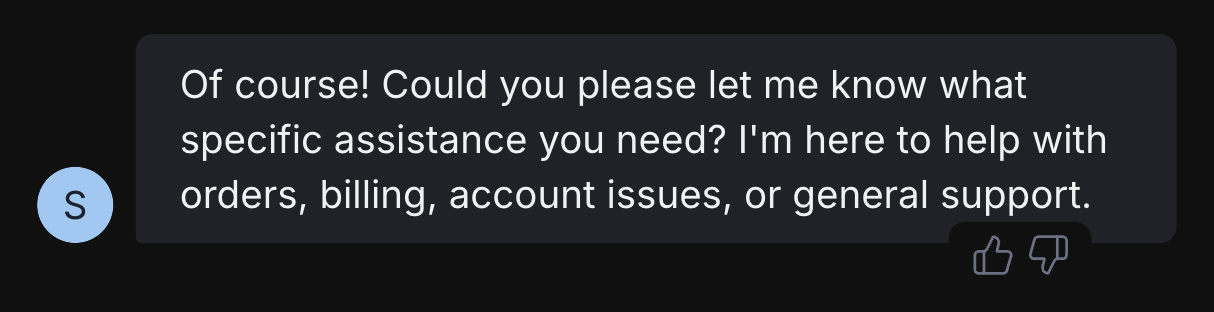 Of course! Could you please let me know what
specific assistance you need? I'm here to help with
orders, billing, account issues, or general support.
S